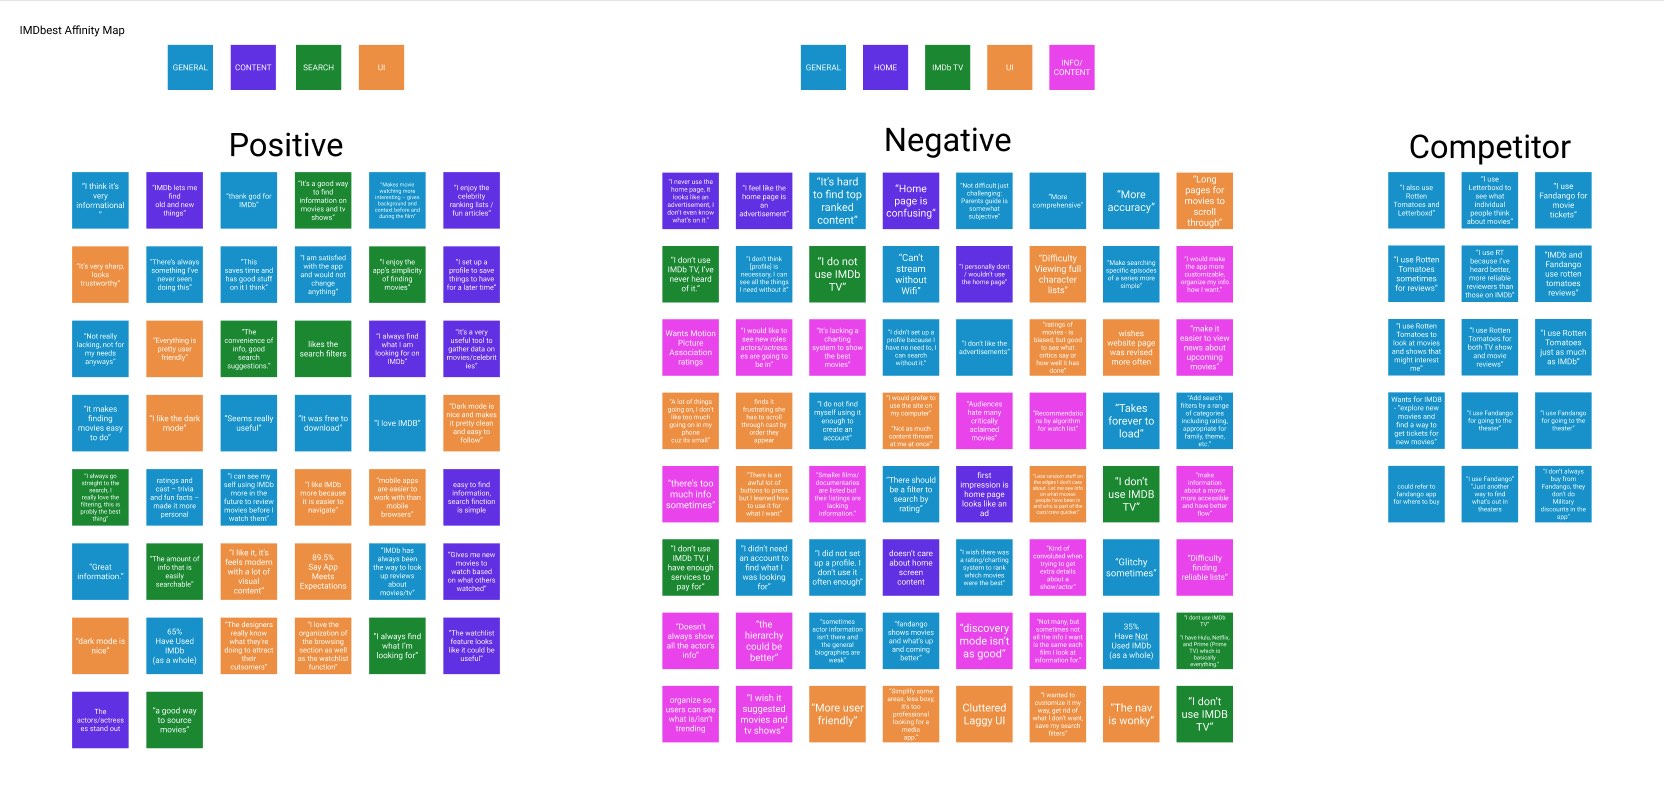 IMDbest Affinity Map
GENERAL
CONTENT
SEARCH
UI
GENERAL
HOME
IMDb TV
UI
INFO/
CONTENT
Positive
"I think it's
very
informational
"
"IMDb lets me
find
old and new
things"
"thank god for
IMDb"
"It's a good way
to find
information on
movies and tv
shows"
"Makes movie
watching more
interesting – gives
background and
context before and
during the film"
"I enjoy the
celebrity
ranking lists /
fun articles"
"It's very sharp,
looks
trustworthy"
"There's always
something I've
never seen
doing this"
"This
saves time and
has good stuff
on it I think"
"I am satisfied
with the app
and would not
change
anything"
"I enjoy the
app's simplicity
of finding
movies"
"I set up a
profile to save
things to have
for a later time"
"Not really
lacking, not for
my needs
anyways"
"Everything is
pretty user
friendly"
"The
convenience of
info, good
search
suggestions."
likes the
search filters
"I always find
what I am
looking for on
IMDb"
"It's a very
useful tool to
gather data on
movies/celebrit
ies"
"It makes
finding
movies easy
to do"
"I like the dark
mode"
"Seems really
useful"
"It was free to
download"
"I love IMDB"
"Dark mode is
nice and makes
it pretty clean
and easy to
follow"
"I always go
straight to the
search, I
really love the
filtering, this is
probly the best
thing"
ratings and
cast – trivia
and fun facts –
made it more
personal
"I can see my
self using IMDb
more in the
future to review
movies before I
watch them"
"I like IMDb
more because
it easier to
navigate"
"mobile apps
are easier to
work with than
mobile
browsers"
easy to find
information,
search finction
is simple
"Great
information."
"The amount of
info that is
easily
searchable"
"I like it, it's
feels modern
with a lot of
visual
content"
89.5%
Say App
Meets
Expectations
"IMDb has
always been
the way to look
up reviews
about
movies/tv"
"Gives me new
movies to
watch based
on what others
watched"
"dark mode is
nice"
65%
Have Used
IMDb
(as a whole)
"The designers
really know
what they're
doing to attract
their
cutsomers"
"I love the
organization of
the browsing
section as well
as the watchlist
function"
"I always find
what I'm
looking for"
"The watchlist
feature looks
like it could be
useful"
The
actors/actress
es stand out
"a good way
to source
movies"
Negative
"I never use the
home page, it
looks like an
advertisement, I
don't even know
what's on it."
"I feel like the
home page is
an
advertisement"
"It's hard
to find top
ranked
content"
"Home
page is
confusing"
"Not difficult just
challenging:
Parents guide is
somewhat
subjective"
"More
comprehensive"
"More
accuracy"
"Long
pages for
movies to
scroll
through"
"I don't use
IMDb TV, I've
never heard
of it."
"I don't think
[profile] is
necessary, I can
see all the things
I need without it"
"I do not
use IMDb
TV"
"Can't
stream
without
Wifi"
"I personally dont
/ wouldn't use
the home page"
"Difficulty
Viewing full
character
lists"
"Make searching
specific episodes
of a series more
simple"
"I would make
the app more
customizable,
organize my info
how I want."
Wants Motion
Picture
Association
ratings
"I would like to
see new roles
actors/actress
es are going to
be in"
"It's lacking a
charting
system to show
the best
movies"
"I didn't set up a
profile because I
have no need to, I
can search
without it."
"I don't like the
advertisements"
"ratings of
movies - is
biased, but good
to see what
critics say or
how well it has
done"
wishes
website page
was revised
more often
"make it
easier to view
news about
upcoming
movies"
"A lot of things
going on, I don't
like too much
going on in my
phone
cuz its small"
finds it
frustrating she
has to scroll
through cast by
order they
appear
"I do not find
myself using it
enough to
create an
account"
"I would prefer to
use the site on
my computer"
"Not as much
content thrown
at me at once"
"Audiences
hate many
critically
aclaimed
movies"
"Recommendatio
ns by algorithm
for watch list"
"Takes
forever to
load"
"Add search
filters by a range
of categories
including rating,
appropriate for
family, theme,
etc."
"there's too
much info
sometimes"
"There is an
awful lot of
buttons to press
but I learned how
to use it for
what I want."
"Smaller films/
documentaries
are listed but
their listings are
lacking
information."
"There should
be a filter to
search by
rating"
first
impression is
home page
looks like an
ad
"I don't
use IMDB
TV"
"make
information
about a movie
more accessible
and have better
flow"
"I don't use
IMDb TV, I
have enough
services to
pay for"
"I didn't need
an account to
find what I
was looking
for"
"I did not set
up a profile. I
don't use it
often enough"
doesn't care
about home
screen
content
"I wish there was
a rating/charting
system to rank
which movies
were the best"
"Kind of
convoluted when
trying to get
extra details
about a
show/actor"
"Glitchy
sometimes"
"Difficulty
finding
reliable lists"
"Doesn't
always show
all the actor's
info"
"the
hierarchy
could be
better"
"sometimes
actor information
isn't there and
the general
biographies are
weak"
"fandango
shows movies
and what's up
and coming
better"
"discovery
mode isn't
as good"
"Not many, but
sometimes not
all the info I want
is the same each
film I look at
information for."
35%
Have Not
Used IMDb
(as a whole)
"I dont use IMDb
TV"
"I have Hulu, Netflix,
and Prime (Prime
TV) which is
basically
everything."
organize so
users can see
what is/isn't
trending
"I wish it
suggested
movies and
tv shows"
"More user
friendly"
"Simplify some
areas, less boxy,
it's too
professional
looking for a
media
app."
Cluttered
Laggy UI
"I wanted to
customize it my
way, get rid of
what I don't want,
save my search
filters"
"The nav
is wonky"
"I don't
use IMDB
TV"
Competitor
"I also use
Rotten
Tomatoes and
Letterboxd"
"I use
Letterboxd to
see what
individual
people think
about movies"
"I use
Fandango for
movie
tickets"
"I use Rotten
Tomatoes
sometimes
for reviews"
"I use RT
because I've
heard better,
more reliable
reviewers than
those on IMDb"
"IMDb and
Fandango
use rotten
tomatoes
reviews"
"I use Rotten
Tomatoes to
look at movies
and shows that
might interest
me"
"I use Rotten
Tomatoes for
both TV show
and movie
reviews"
"I use Rotten
Tomatoes
just as much
as IMDb"
Wants for IMDB
- "explore new
movies and
find a way to
get tickets for
new movies"
"I use Fandango
for going to the
theater"
"I use Fandango
for going to the
theater"
could refer to
fandango app
for where to buy
"I use Fandango"
"Just another
way to find
what's out in
theaters
"I don't always
buy from
Fandango, they
don't do
Military
discounts in the
app"